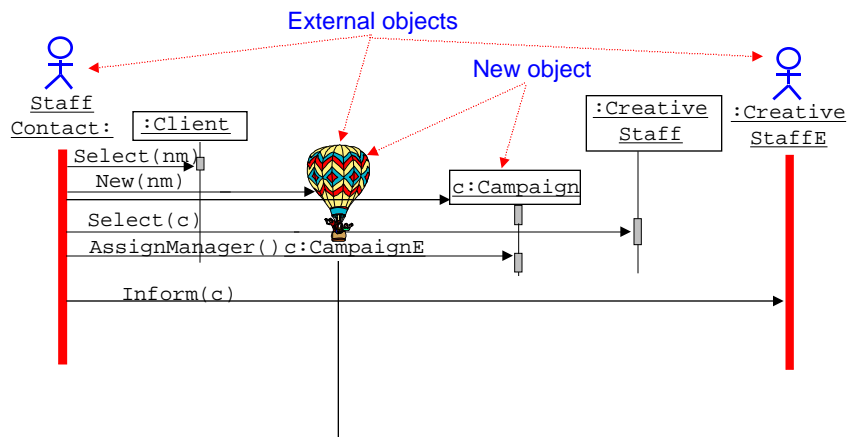 External objects
New object
Staff
Contact:
:Client
:Creative
Staff
:Creative
StaffE
Select(nm)
New(nm)
c:Campaign
Select(c)
AssignManager()
c:CampaignE
Inform(c)